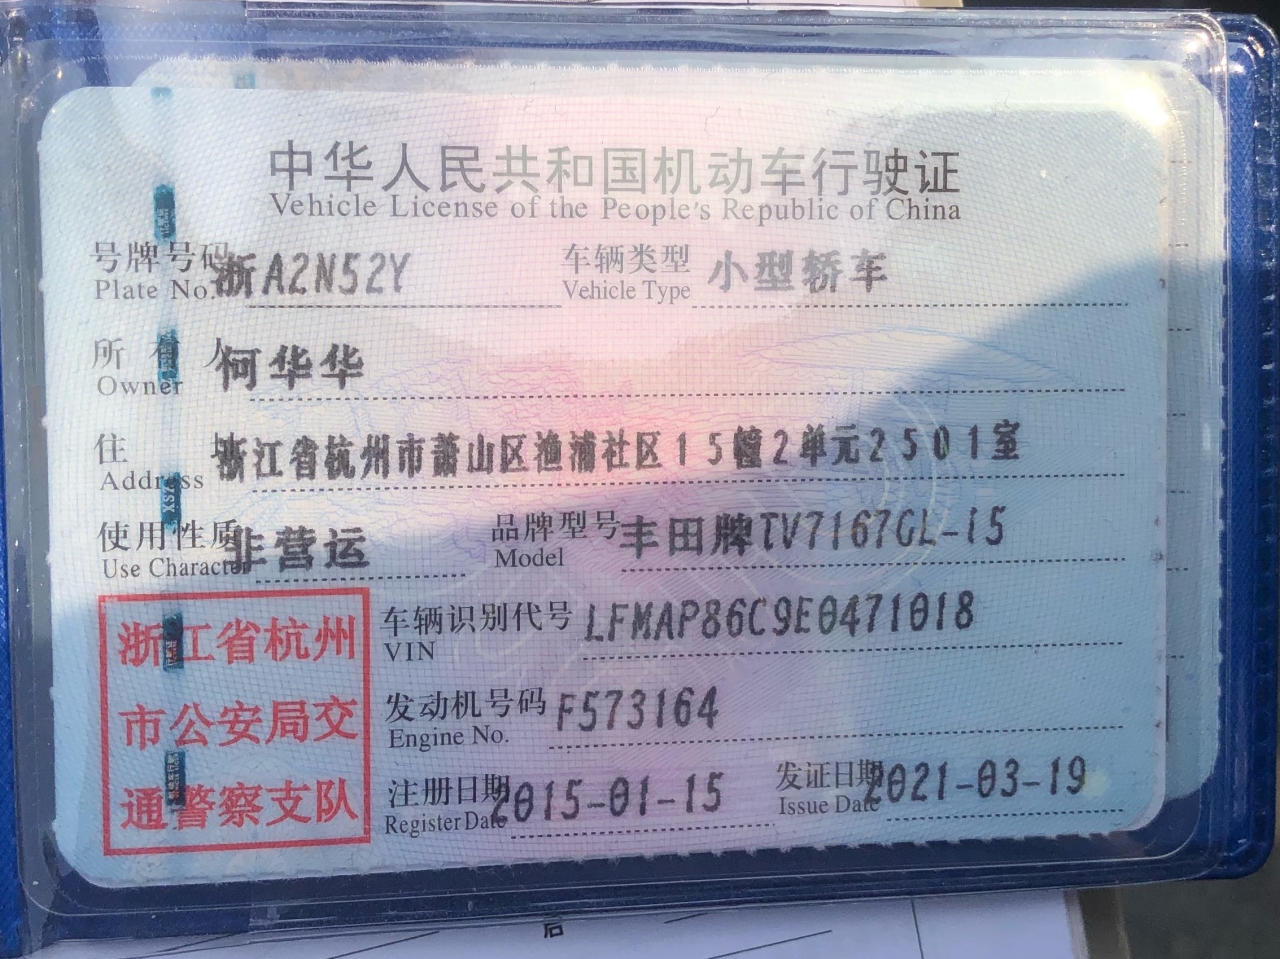 中华人民共和国机动车行驶证
Vehicle License of the People's Republic of China
号牌号码 浙A2N52Y 车辆类型 小型轿车
Plate No. Vehicle Type
所有人 何华华
Owner
住 浙江省杭州市萧山区渔浦社区15幢2单元2501室
Address
使用性质 非营运 品牌型号 丰田牌TV7167GL-i5
Use Character Model
车辆识别代号 LFMAP86C9E0471018
VIN
发动机号码 F573164
Engine No.
注册日期 2015-01-15 发证日期 2021-03-19
Register Date Issue Date
浙江省杭州
市公安局交
通警察支队
后